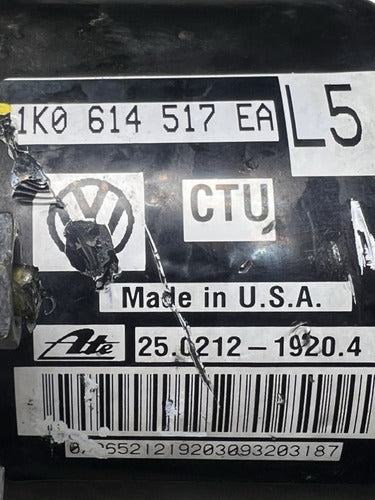 1K0 614 517 EA L5
CTU
Made in U.S.A.
Ate 25.0212-1920.4